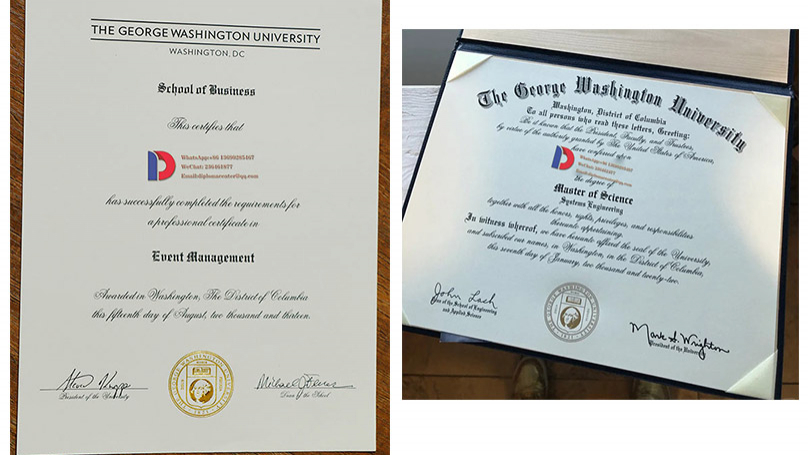 THE GEORGE WASHINGTON UNIVERSITY
WASHINGTON, DC
School of Business
This certifies that
WhatsApp:+86
WeChat:
has successfully completed the requirements for
a professional certificate in
Event Management
Awarded in Washington, The District of Columbia
this fifteenth day of August, two thousand and thirteen.
President of the University
Dean of the School
The George Washington University
Washington, District of Columbia
To all persons who read these letters, Greeting:
Be it known that the President, Faculty, and Trustees,
by virtue of the authority granted by The United States of America,
have conferred upon
the degree of
Master of Science
Systems Engineering
together with all the honors, rights, privileges, and responsibilities
thereunto appertaining.
In witness whereof, we have hereunto affixed the seal of the University,
and subscribed our names, in Washington, in the District of Columbia,
this seventh day of January, two thousand and twenty-two.
John Lach
of the School of Engineering
and Applied Science
Mark S. Wrighton
President of the University